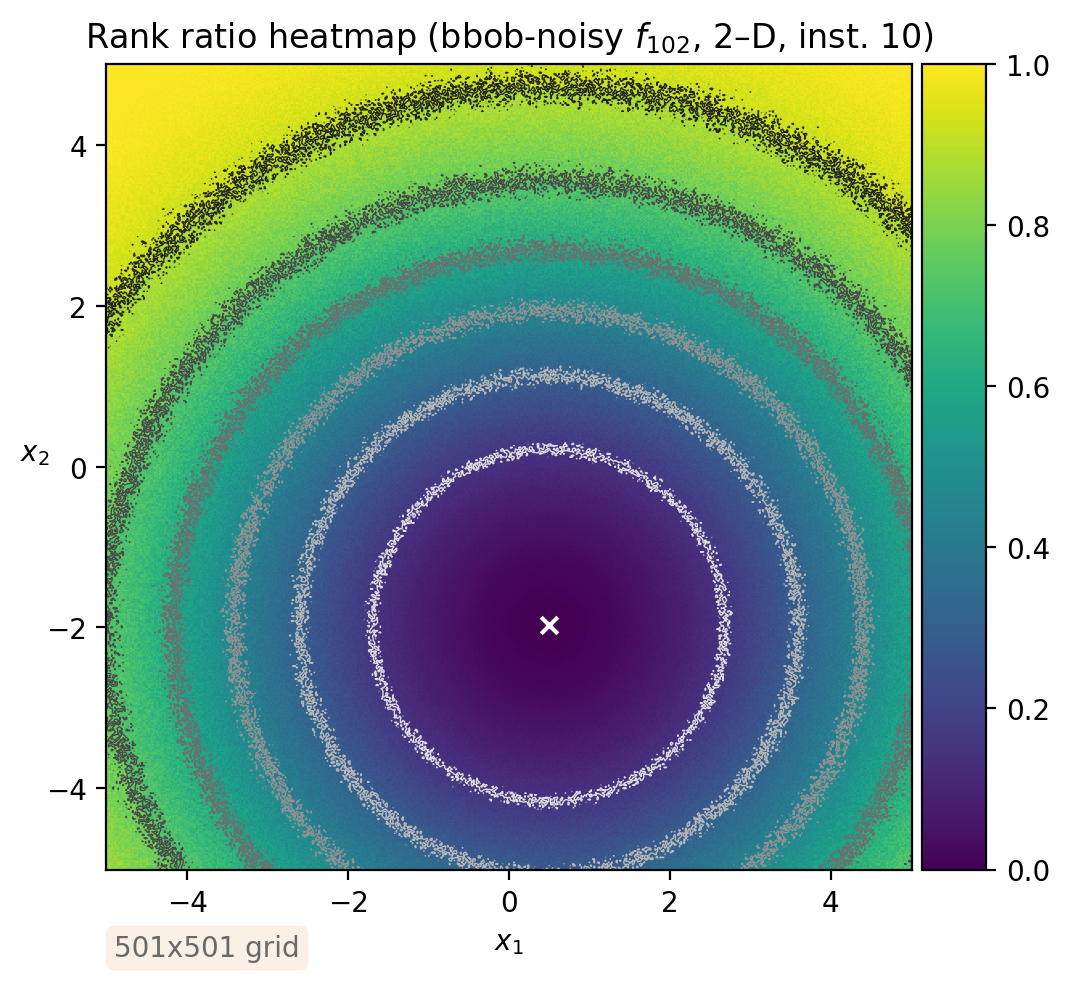 Rank ratio heatmap (bbob-noisy f₁₀₂, 2–D, inst. 10)
1.0
0.8
0.6
0.4
0.2
0.0
4
2
0
−2
−4
x₂
−4 −2 0 2 4
x₁
501x501 grid